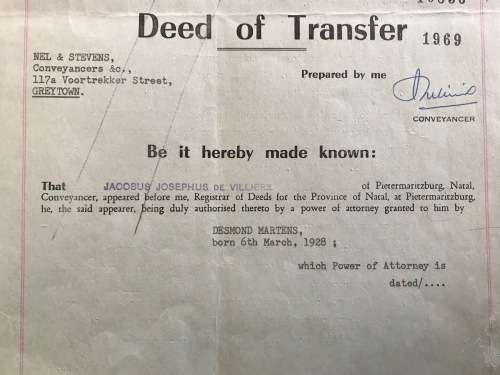 Deed of Transfer
1969
NEL & STEVENS,
Conveyancers &c.,
117a Voortrekker Street,
GREYTOWN.
Prepared by me
CONVEYANCER
Be it hereby made known:
That JACOBUS JOSEPHUS DE VILLIERS of Pietermaritzburg, Natal,
Conveyancer, appeared before me, Registrar of Deeds for the Province of Natal, at Pietermaritzburg,
he, the said appearer, being duly authorised thereto by a power of attorney granted to him by
DESMOND MARTENS,
born 6th March, 1928 ;
which Power of Attorney is
dated/....